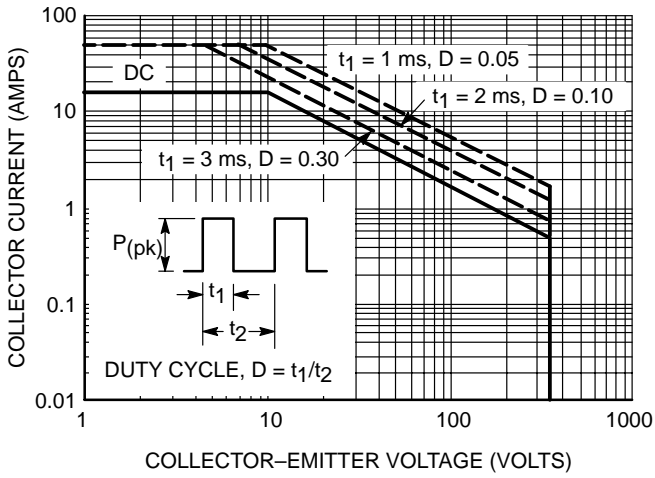 COLLECTOR CURRENT (AMPS)
100
10
1
0.1
0.01
DC
t1 = 1 ms, D = 0.05
t1 = 2 ms, D = 0.10
t1 = 3 ms, D = 0.30
P(pk)
t1
t2
DUTY CYCLE, D = t1/t2
1
10
100
1000
COLLECTOR–EMITTER VOLTAGE (VOLTS)